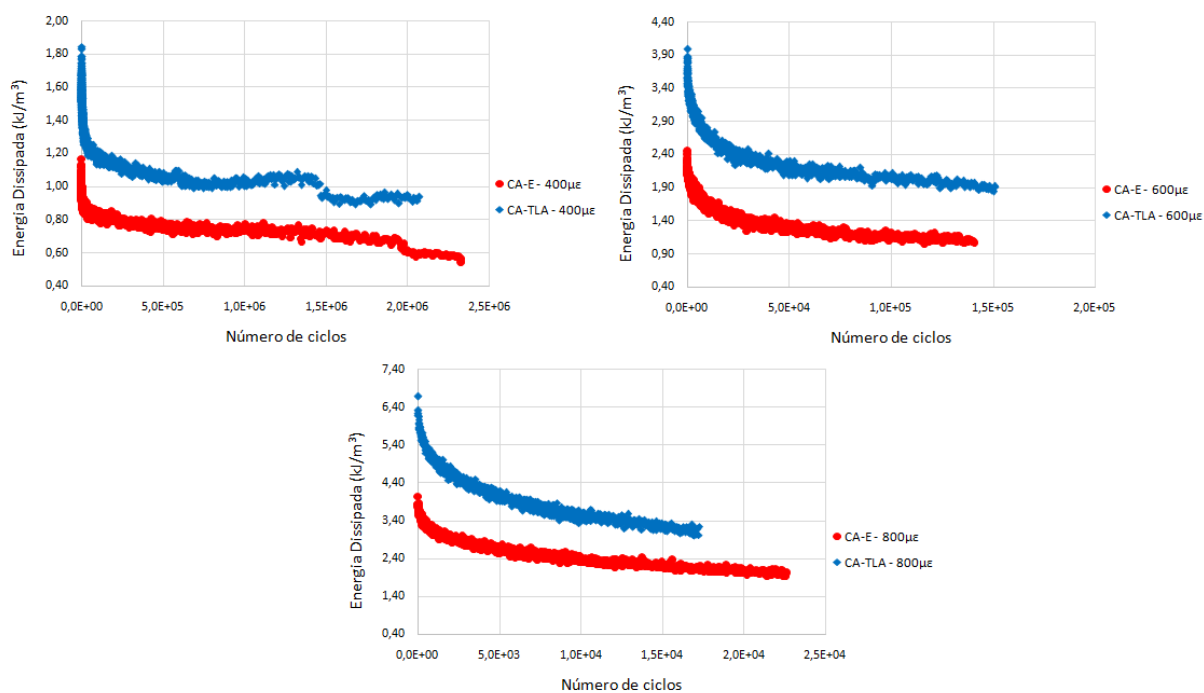 Energia Dissipada (kJ/m³)
2,00
1,80
1,60
1,40
1,20
1,00
0,80
0,60
0,40
0,0E+00 5,0E+05 1,0E+06 1,5E+06 2,0E+06 2,5E+06
Número de ciclos
CA-E - 400µε
CA-TLA - 400µε
Energia Dissipada (kJ/m³)
4,40
3,90
3,40
2,90
2,40
1,90
1,40
0,90
0,40
0,0E+00 5,0E+04 1,0E+05 1,5E+05 2,0E+05
Número de ciclos
CA-E - 600µε
CA-TLA - 600µε
Energia Dissipada (kJ/m³)
7,40
6,40
5,40
4,40
3,40
2,40
1,40
0,40
0,0E+00 5,0E+03 1,0E+04 1,5E+04 2,0E+04 2,5E+04
Número de ciclos
CA-E - 800µε
CA-TLA - 800µε